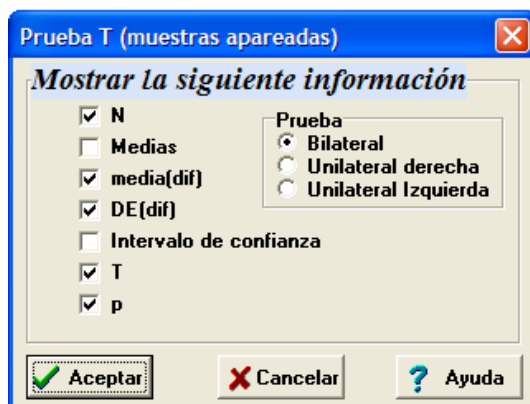 Prueba T (muestras apareadas)
Mostrar la siguiente información
N
Medias
media(dif)
DE(dif)
Intervalo de confianza
T
p
Prueba
Bilateral
Unilateral derecha
Unilateral Izquierda
Aceptar
Cancelar
Ayuda